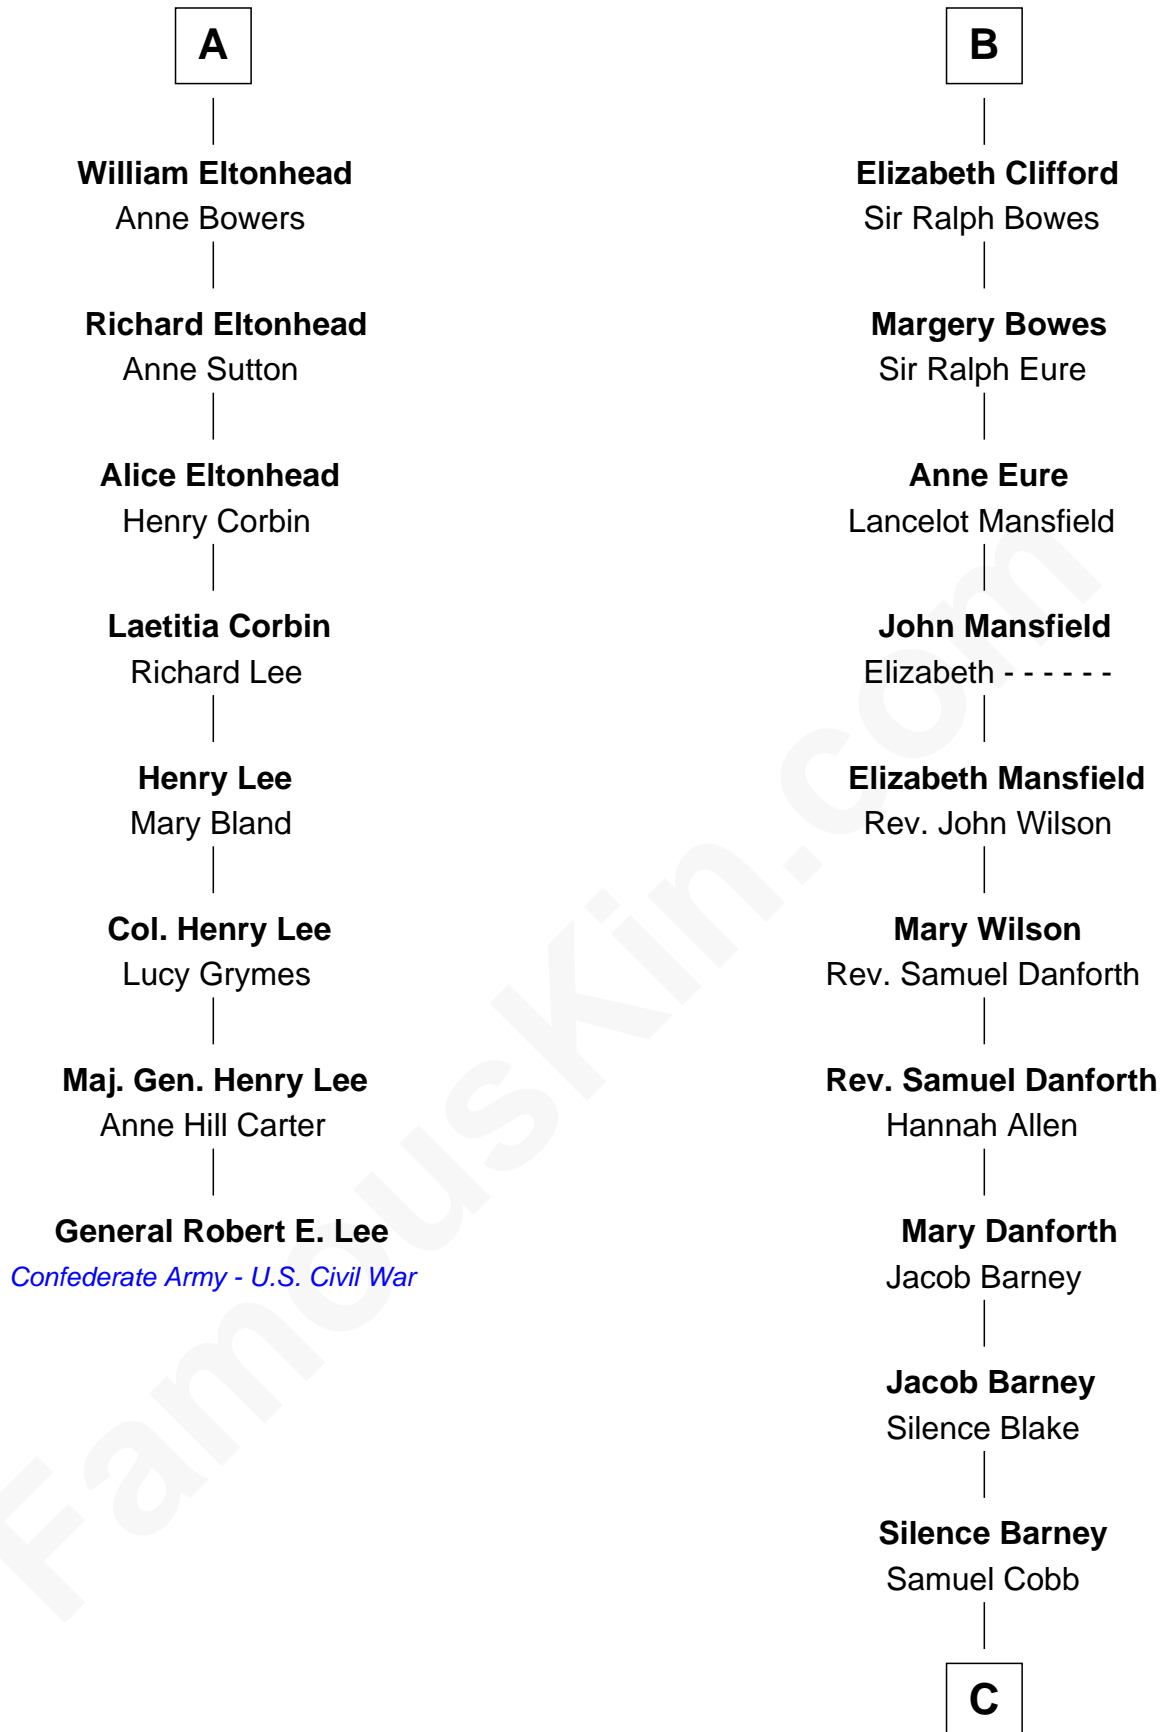 A
William Eltonhead
Anne Bowers
Richard Eltonhead
Anne Sutton
Alice Eltonhead
Henry Corbin
Laetitia Corbin
Richard Lee
Henry Lee
Mary Bland
Col. Henry Lee
Lucy Grymes
Maj. Gen. Henry Lee
Anne Hill Carter
General Robert E. Lee
Confederate Army - U.S. Civil War
B
Elizabeth Clifford
Sir Ralph Bowes
Margery Bowes
Sir Ralph Eure
Anne Eure
Lancelot Mansfield
John Mansfield
Elizabeth - - - - - -
Elizabeth Mansfield
Rev. John Wilson
Mary Wilson
Rev. Samuel Danforth
Rev. Samuel Danforth
Hannah Allen
Mary Danforth
Jacob Barney
Jacob Barney
Silence Blake
Silence Barney
Samuel Cobb
C
FamousKin.com